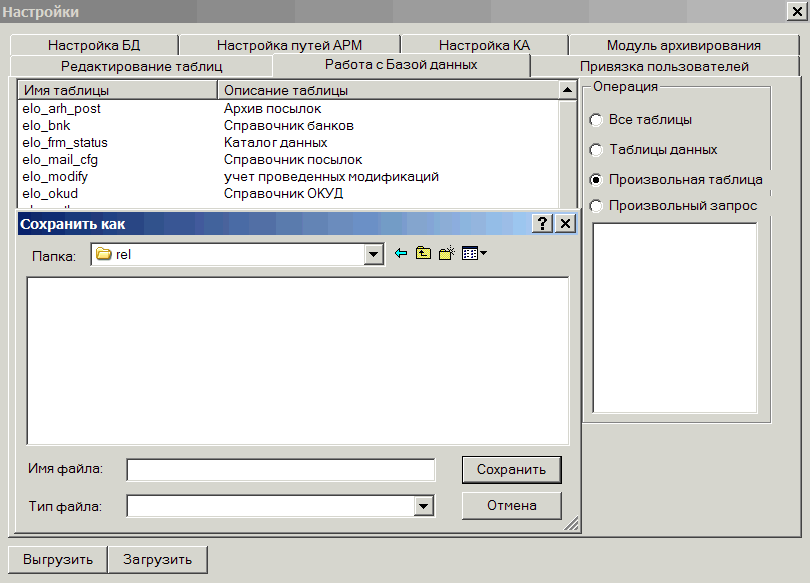 Настройки
Настройка БД Настройка путей АРМ Настройка КА Модуль архивирования
Редактирование таблиц Работа с Базой данных Привязка пользователей
Имя таблицы Описание таблицы
elo_arh_post Архив посылок
elo_bnk Справочник банков
elo_frm_status Каталог данных
elo_mail_cfg Справочник посылок
elo_modify учет проведенных модификаций
elo_okud Справочник ОКУД
Операция
Все таблицы
Таблицы данных
Произвольная таблица
Произвольный запрос
Сохранить как
Папка: rel
Имя файла: Сохранить
Тип файла: Отмена
Выгрузить Загрузить